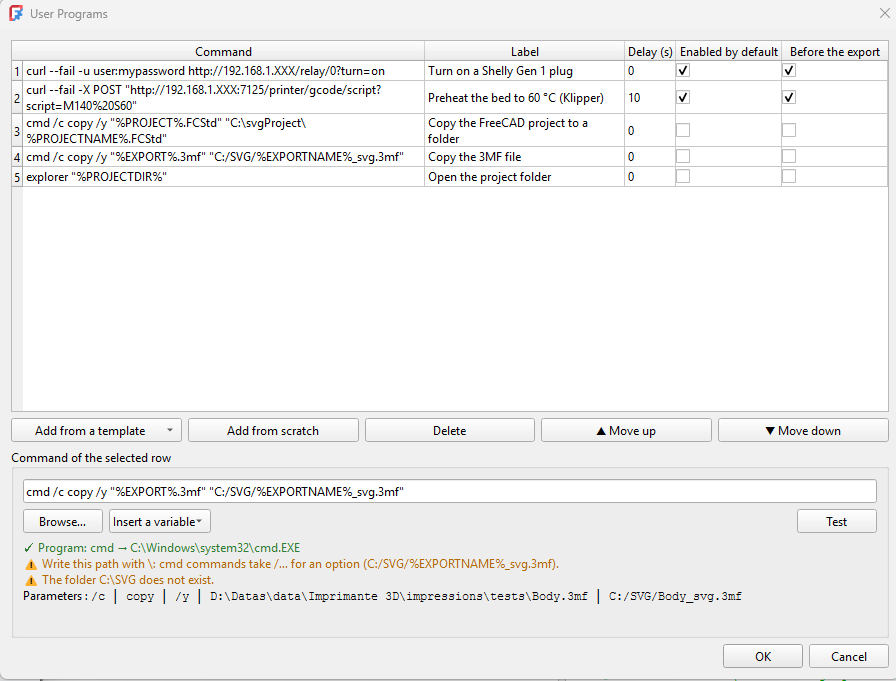 User Programs
Command Label Delay (s) Enabled by default Before the export
1 curl --fail -u user:mypassword http://192.168.1.XXX/relay/0?turn=on Turn on a Shelly Gen 1 plug 0
2 curl --fail -X POST "http://192.168.1.XXX:7125/printer/gcode/script?
script=M140%20S60" Preheat the bed to 60 °C (Klipper) 10
3 cmd /c copy /y "%PROJECT%.FCStd" "C:\svgProject\
%PROJECTNAME%.FCStd" Copy the FreeCAD project to a
folder 0
4 cmd /c copy /y "%EXPORT%.3mf" "C:/SVG/%EXPORTNAME%_svg.3mf" Copy the 3MF file 0
5 explorer "%PROJECTDIR%" Open the project folder 0
Add from a template Add from scratch Delete ▲ Move up ▼ Move down
Command of the selected row
cmd /c copy /y "%EXPORT%.3mf" "C:/SVG/%EXPORTNAME%_svg.3mf"
Browse... Insert a variable Test
✓ Program: cmd → C:\Windows\system32\cmd.EXE
Write this path with \: cmd commands take /... for an option (C:/SVG/%EXPORTNAME%_svg.3mf).
The folder C:\SVG does not exist.
Parameters : /c | copy | /y | D:\Datas\data\Imprimante 3D\impressions\tests\Body.3mf | C:/SVG/Body_svg.3mf
OK Cancel